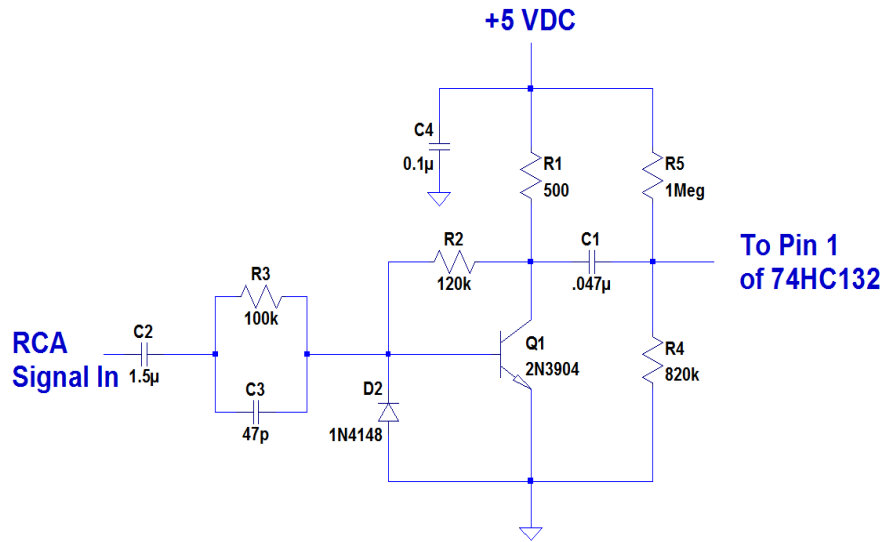 +5 VDC
C4
0.1µ
R1
500
R5
1Meg
R2
120k
C1
.047µ
To Pin 1
of 74HC132
R3
100k
RCA
Signal In
C2
1.5µ
C3
47p
D2
1N4148
Q1
2N3904
R4
820k